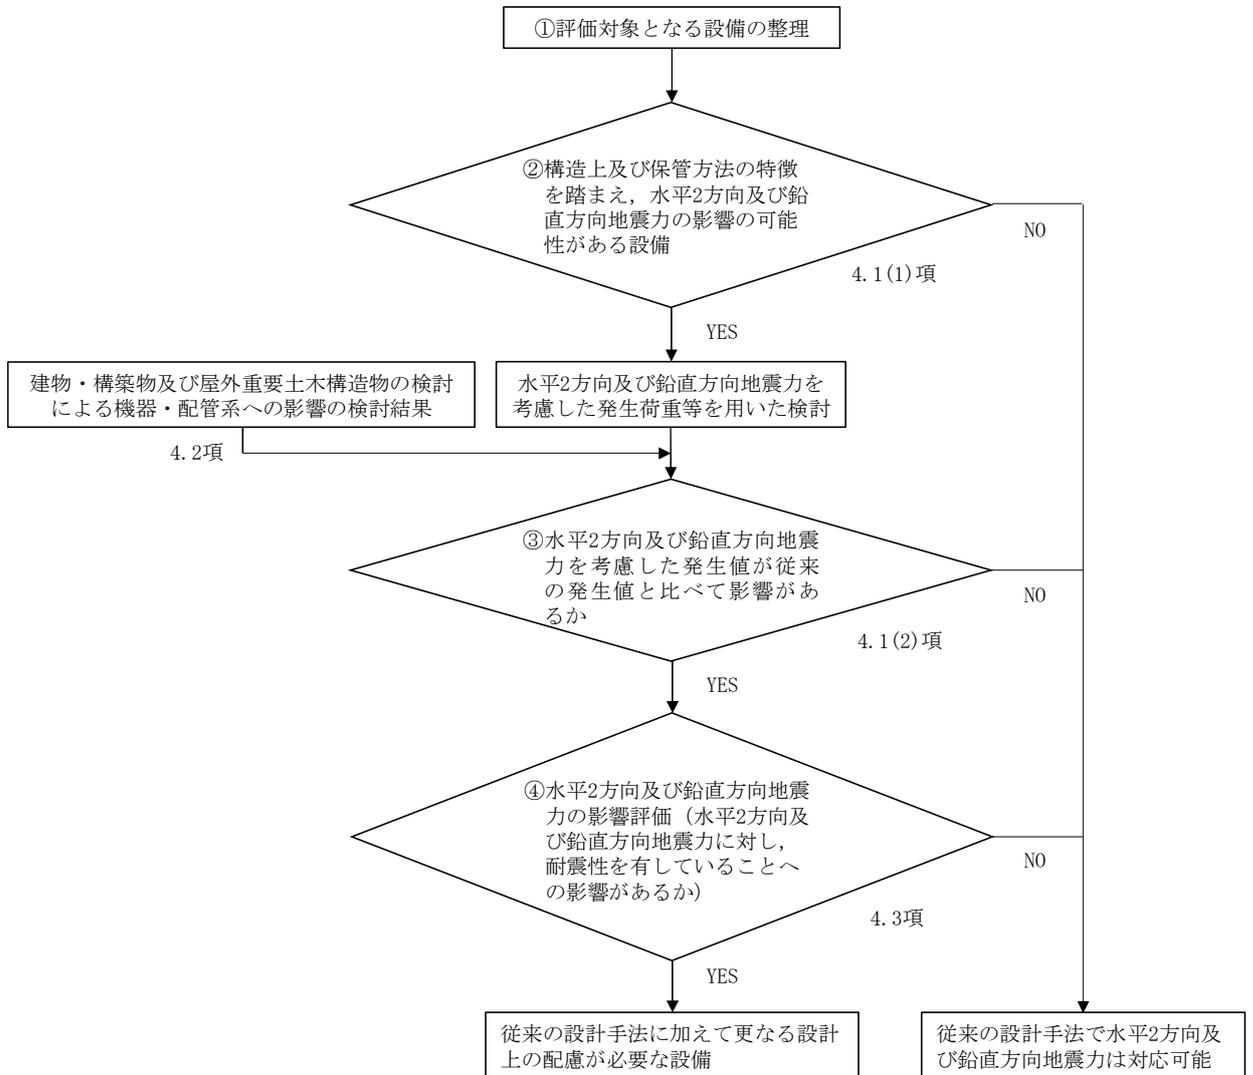 ①評価対象となる設備の整理
②構造上及び保管方法の特徴
を踏まえ，水平2方向及び鉛
直方向地震力の影響の可能
性がある設備
NO
4.1(1)項
YES
建物・構築物及び屋外重要土木構造物の検討
による機器・配管系への影響の検討結果
水平2方向及び鉛直方向地震力を
考慮した発生荷重等を用いた検討
4.2項
③水平2方向及び鉛直方向地震
力を考慮した発生値が従来
の発生値と比べて影響があ
るか
NO
4.1(2)項
YES
④水平2方向及び鉛直方向地震
力の影響評価（水平2方向及
び鉛直方向地震力に対し，
耐震性を有していることへ
の影響があるか）
NO
4.3項
YES
従来の設計手法に加えて更なる設計
上の配慮が必要な設備
従来の設計手法で水平2方向及
び鉛直方向地震力は対応可能